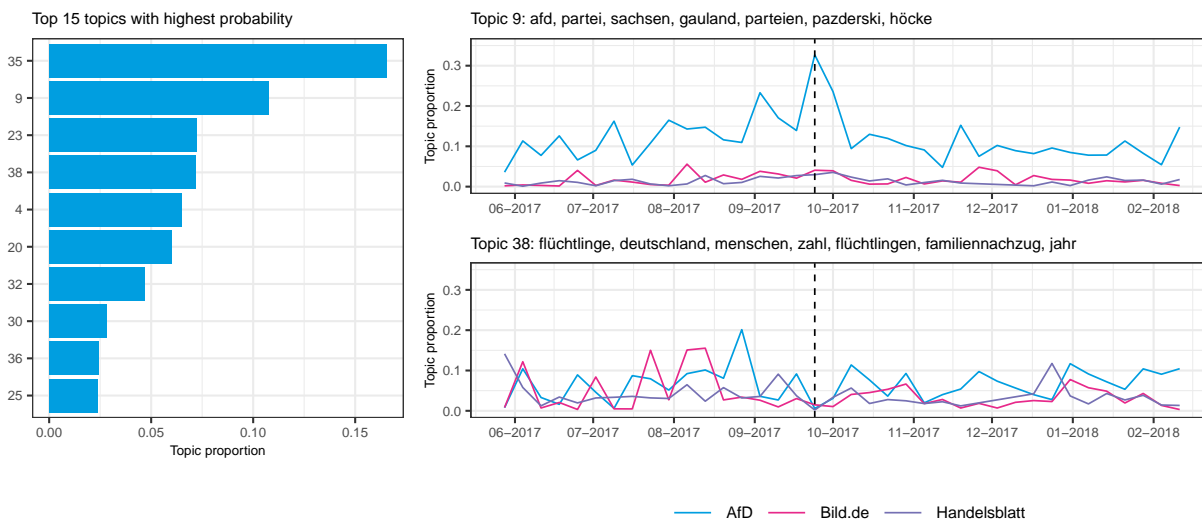 Top 15 topics with highest probability
35
9
23
38
4
20
32
30
36
25
0.00 0.05 0.10 0.15
Topic proportion
Topic 9: afd, partei, sachsen, gauland, parteien, pazderski, höcke
Topic proportion
0.3
0.2
0.1
0.0
06–2017 07–2017 08–2017 09–2017 10–2017 11–2017 12–2017 01–2018 02–2018
Topic 38: flüchtlinge, deutschland, menschen, zahl, flüchtlingen, familiennachzug, jahr
Topic proportion
0.3
0.2
0.1
0.0
06–2017 07–2017 08–2017 09–2017 10–2017 11–2017 12–2017 01–2018 02–2018
AfD Bild.de Handelsblatt